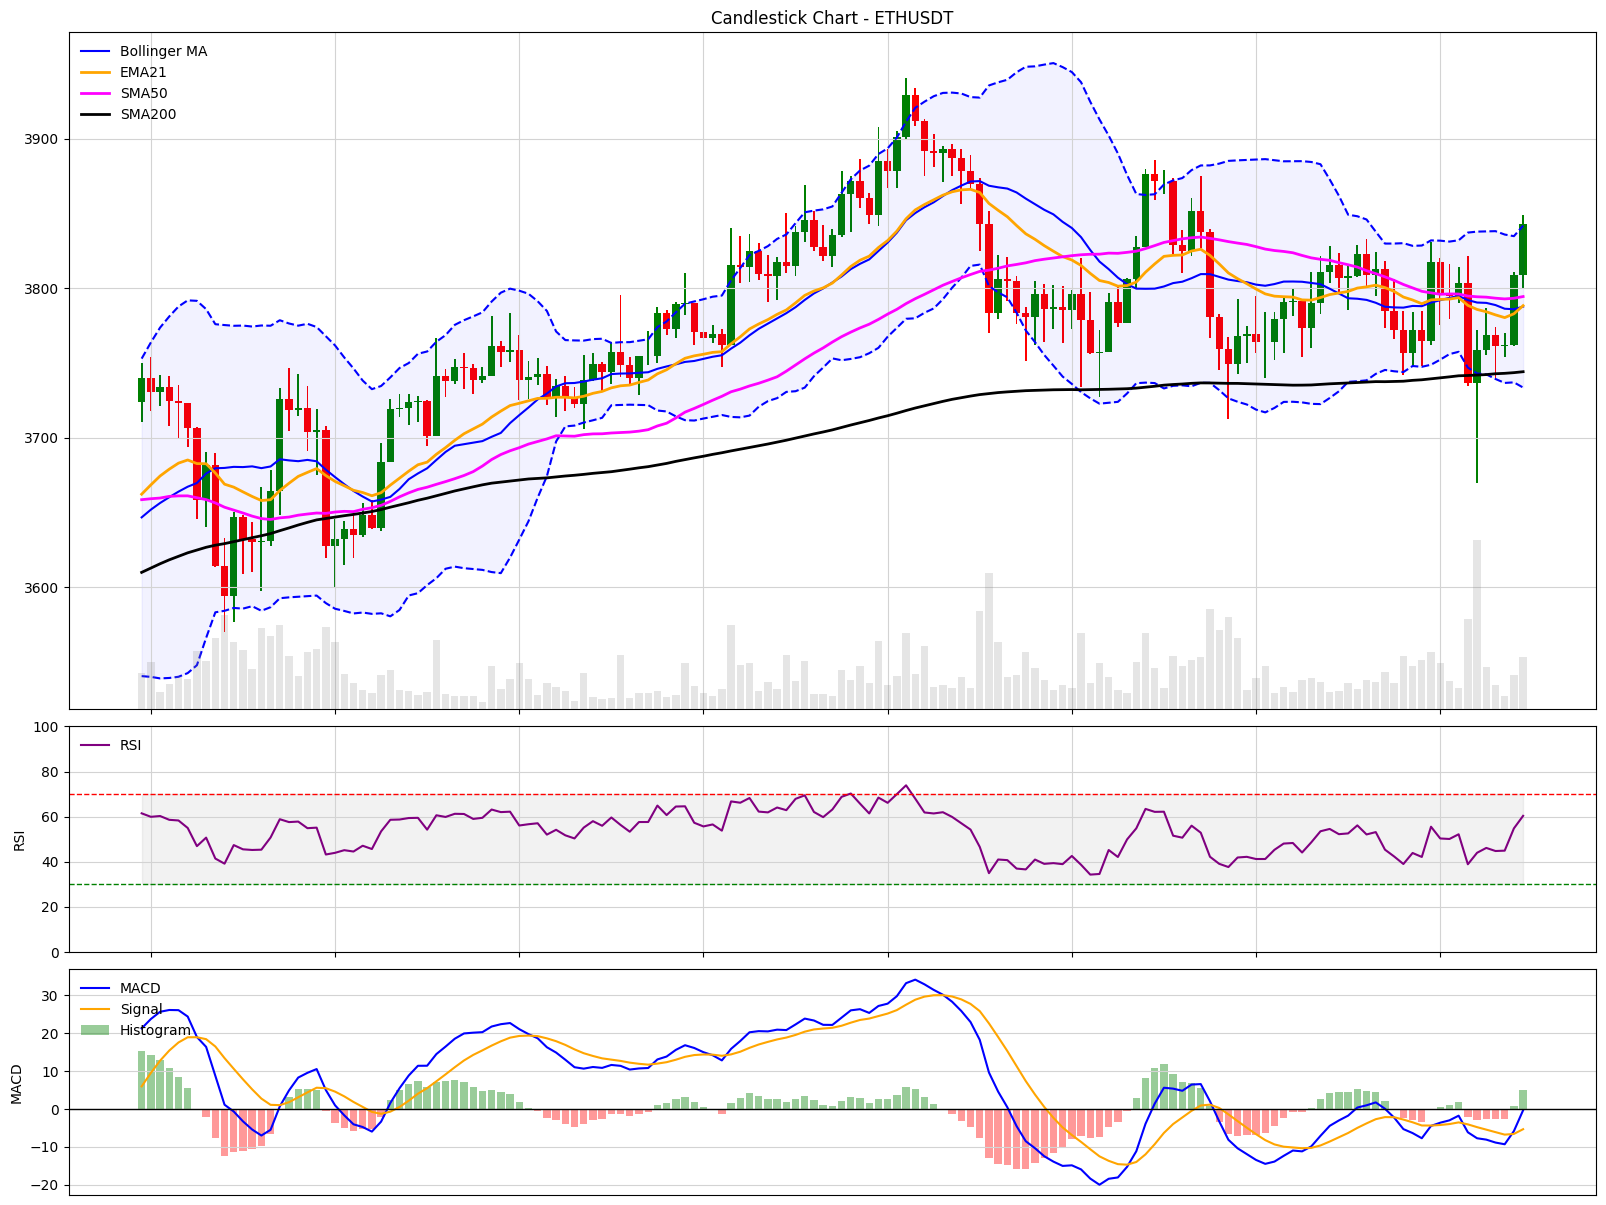 Candlestick Chart - ETHUSDT
Bollinger MA
EMA21
SMA50
SMA200
3900
3800
3700
3600
RSI
100
80
60
40
20
0
RSI
MACD
Signal
Histogram
30
20
10
0
−10
−20
MACD